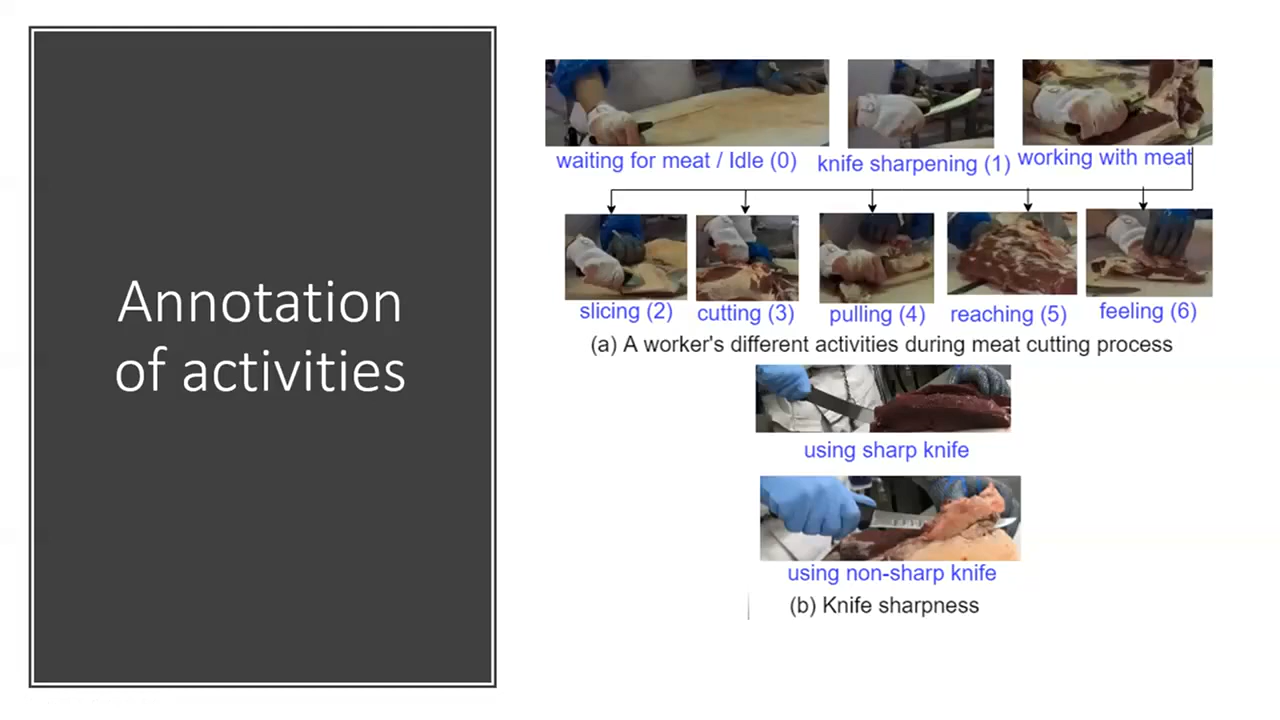 Annotation
of activities
waiting for meat / Idle (0)
knife sharpening (1)
working with meat
slicing (2)
cutting (3)
pulling (4)
reaching (5)
feeling (6)
(a) A worker's different activities during meat cutting process
using sharp knife
using non-sharp knife
(b) Knife sharpness